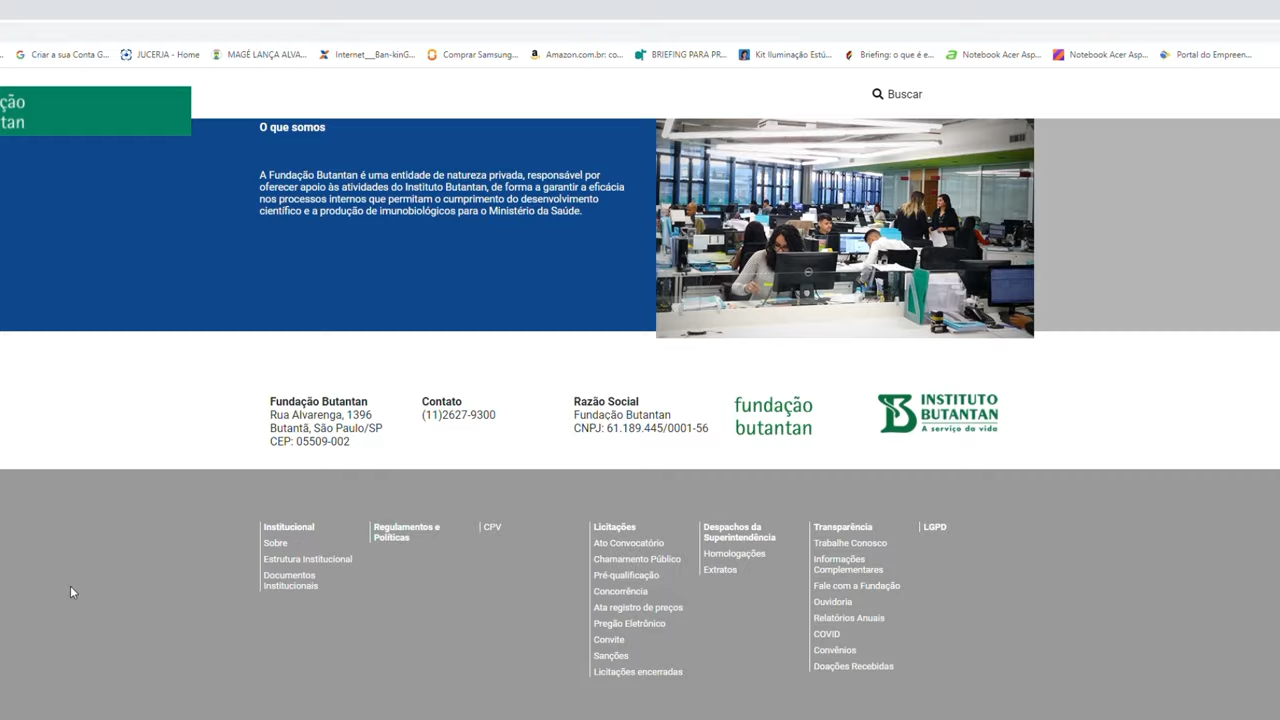 Criar a sua Conta G...
JUCERJA - Home
MAGÉ LANÇA ALVA...
Internet__Ban-kinG...
Comprar Samsung...
Amazon.com.br: co...
BRIEFING PARA PR...
Kit Iluminação Estú...
Briefing: o que é e...
Notebook Acer Asp...
Notebook Acer Asp...
Portal do Empreen...
ção
tan
Buscar
O que somos
A Fundação Butantan é uma entidade de natureza privada, responsável por
oferecer apoio às atividades do Instituto Butantan, de forma a garantir a eficácia
nos processos internos que permitam o cumprimento do desenvolvimento
científico e a produção de imunobiológicos para o Ministério da Saúde.
Fundação Butantan
Rua Alvarenga, 1396
Butantã, São Paulo/SP
CEP: 05509-002
Contato
(11)2627-9300
Razão Social
Fundação Butantan
CNPJ: 61.189.445/0001-56
fundação
butantan
INSTITUTO
BUTANTAN
A serviço da vida
Institucional
Sobre
Estrutura Institucional
Documentos
Institucionais
Regulamentos e
Políticas
CPV
Licitações
Ato Convocatório
Chamamento Público
Pré-qualificação
Concorrência
Ata registro de preços
Pregão Eletrônico
Convite
Sanções
Licitações encerradas
Despachos da
Superintendência
Homologações
Extratos
Transparência
Trabalhe Conosco
Informações
Complementares
Fale com a Fundação
Ouvidoria
Relatórios Anuais
COVID
Convênios
Doações Recebidas
LGPD